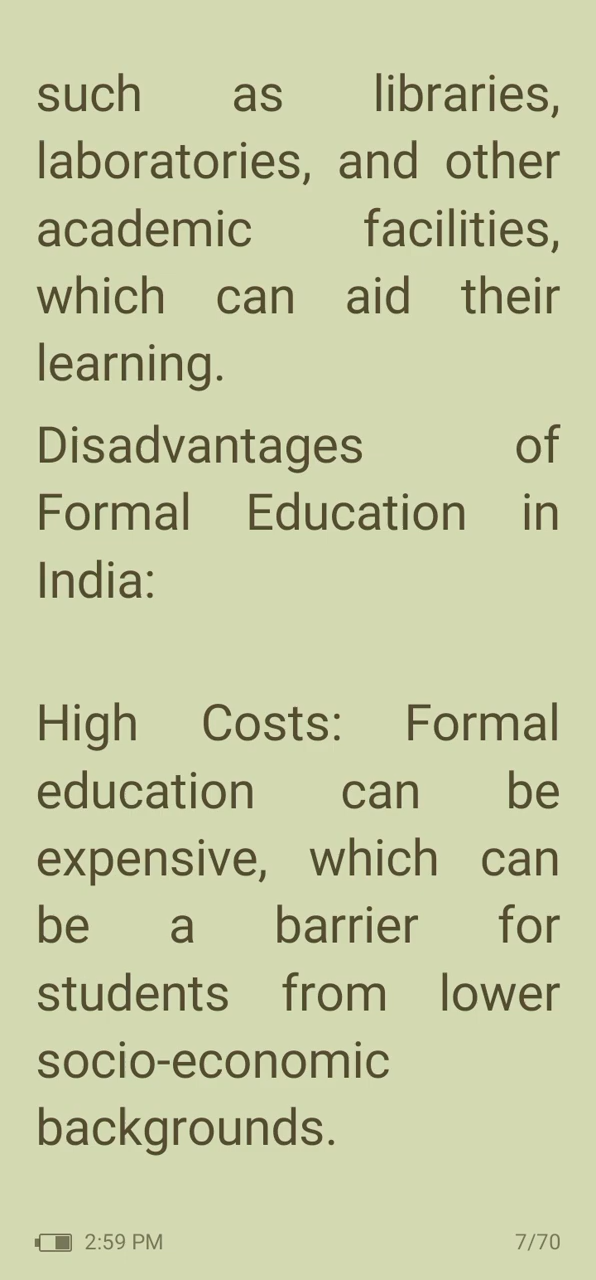 such as libraries,
laboratories, and other
academic facilities,
which can aid their
learning.
Disadvantages of
Formal Education in
India:
High Costs: Formal
education can be
expensive, which can
be a barrier for
students from lower
socio-economic
backgrounds.
2:59 PM 7/70